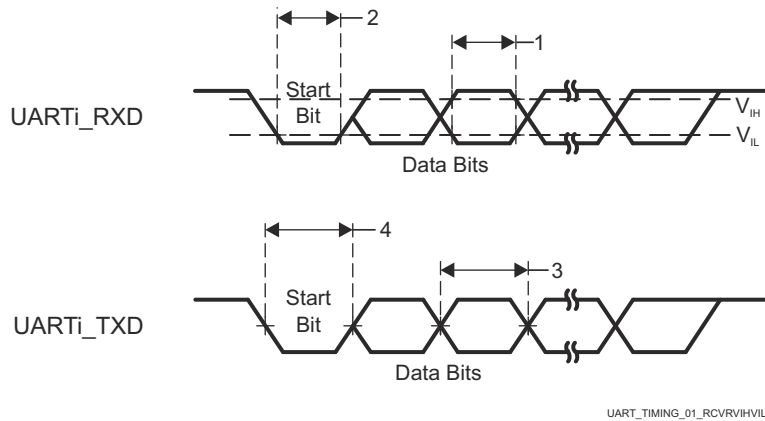 2
1
UARTi_RXD
Start
Bit
VIH
VIL
Data Bits
4
3
UARTi_TXD
Start
Bit
Data Bits
UART_TIMING_01_RCVRVIHVIL